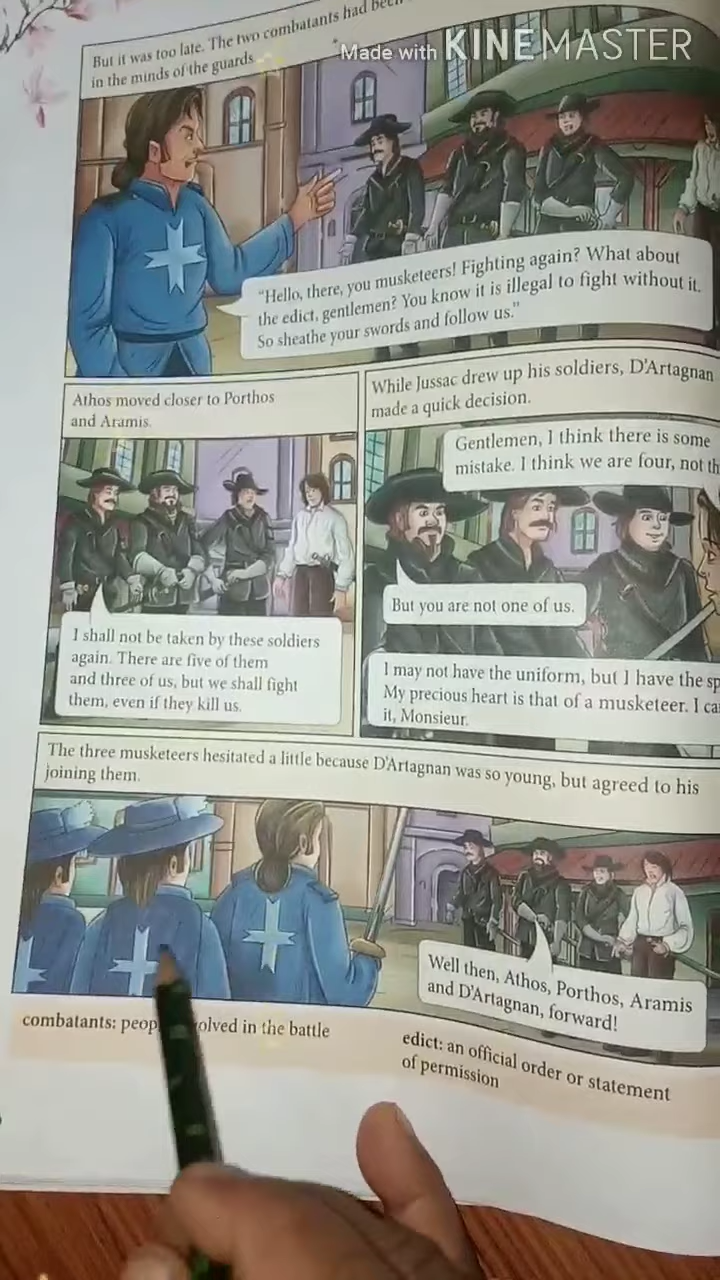 But it was too late. The two combatants had been
in the minds of the guards
Made with KINEMASTER
"Hello, there, you musketeers! Fighting again? What about
the edict, gentlemen? You know it is illegal to fight without it.
So sheathe your swords and follow us."
Athos moved closer to Porthos
and Aramis.
I shall not be taken by these soldiers
again. There are five of them
and three of us, but we shall fight
them, even if they kill us.
While Jussac drew up his soldiers, D'Artagnan
made a quick decision.
Gentlemen, I think there is some
mistake. I think we are four, not
But you are not one of us.
I may not have the uniform, but I have the
My precious heart is that of a musketeer. I
it, Monsieur.
The three musketeers hesitated a little because D'Artagnan was so young, but agreed to his
joining them.
Well then, Athos, Porthos, Aramis
and D'Artagnan, forward!
combatants: in the battle
edict: an official order or statement
of permission